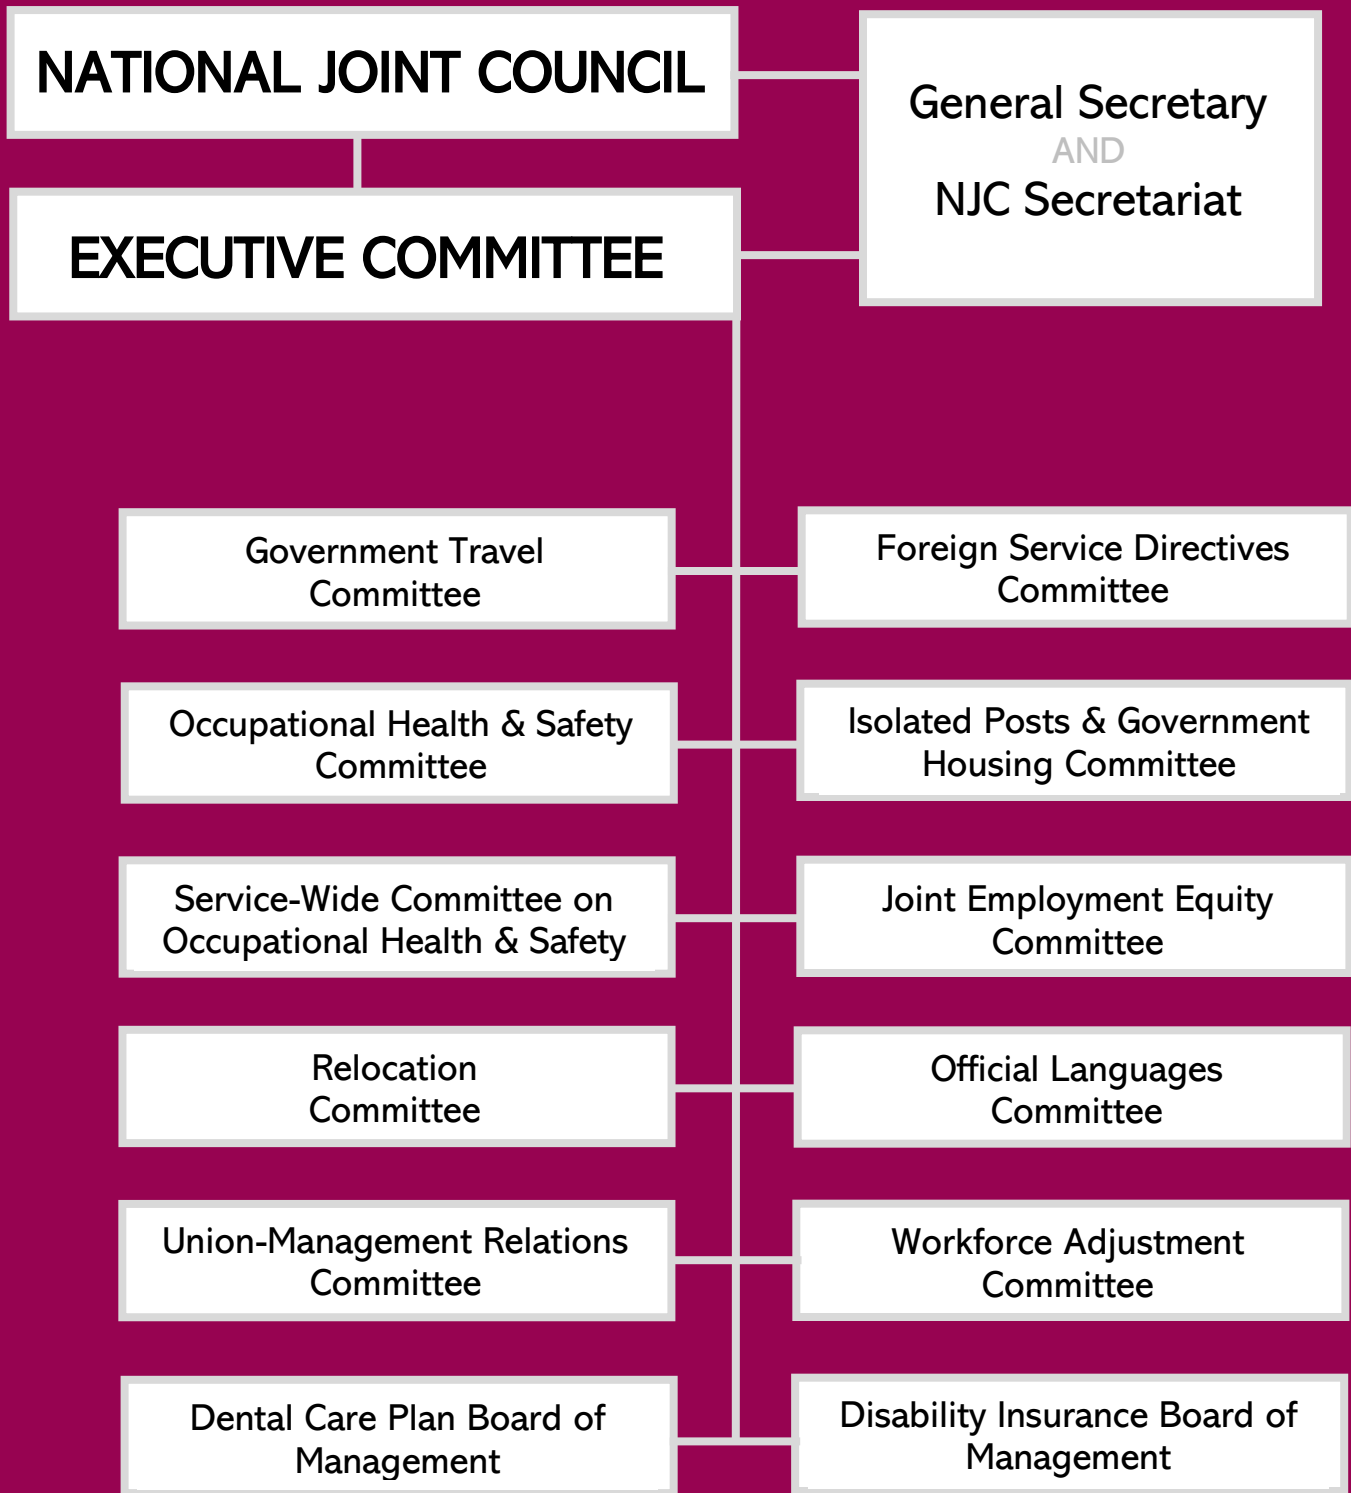 NATIONAL JOINT COUNCIL
General Secretary
AND
NJC Secretariat
EXECUTIVE COMMITTEE
Government Travel
Committee
Foreign Service Directives
Committee
Occupational Health & Safety
Committee
Isolated Posts & Government
Housing Committee
Service-Wide Committee on
Occupational Health & Safety
Joint Employment Equity
Committee
Relocation
Committee
Official Languages
Committee
Union-Management Relations
Committee
Workforce Adjustment
Committee
Dental Care Plan Board of
Management
Disability Insurance Board of
Management